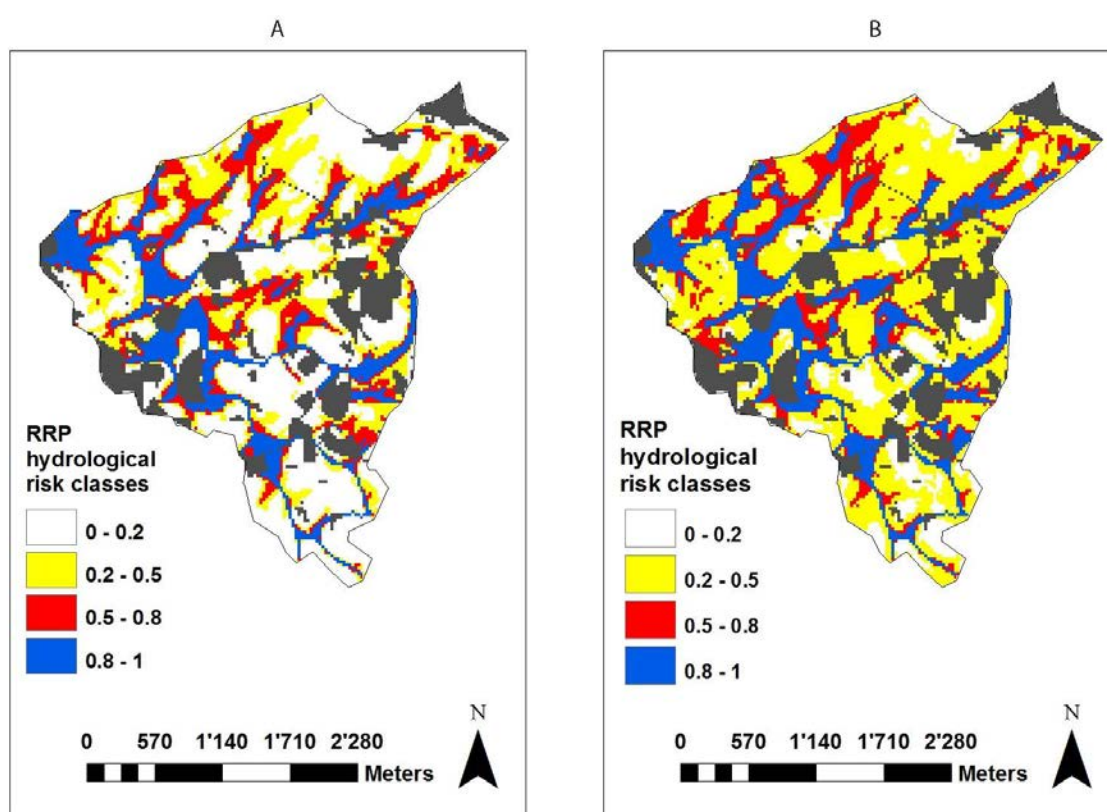 A
RRP
hydrological
risk classes
0 - 0.2
0.2 - 0.5
0.5 - 0.8
0.8 - 1
N
0 570 1'140 1'710 2'280
Meters
B
RRP
hydrological
risk classes
0 - 0.2
0.2 - 0.5
0.5 - 0.8
0.8 - 1
N
0 570 1'140 1'710 2'280
Meters